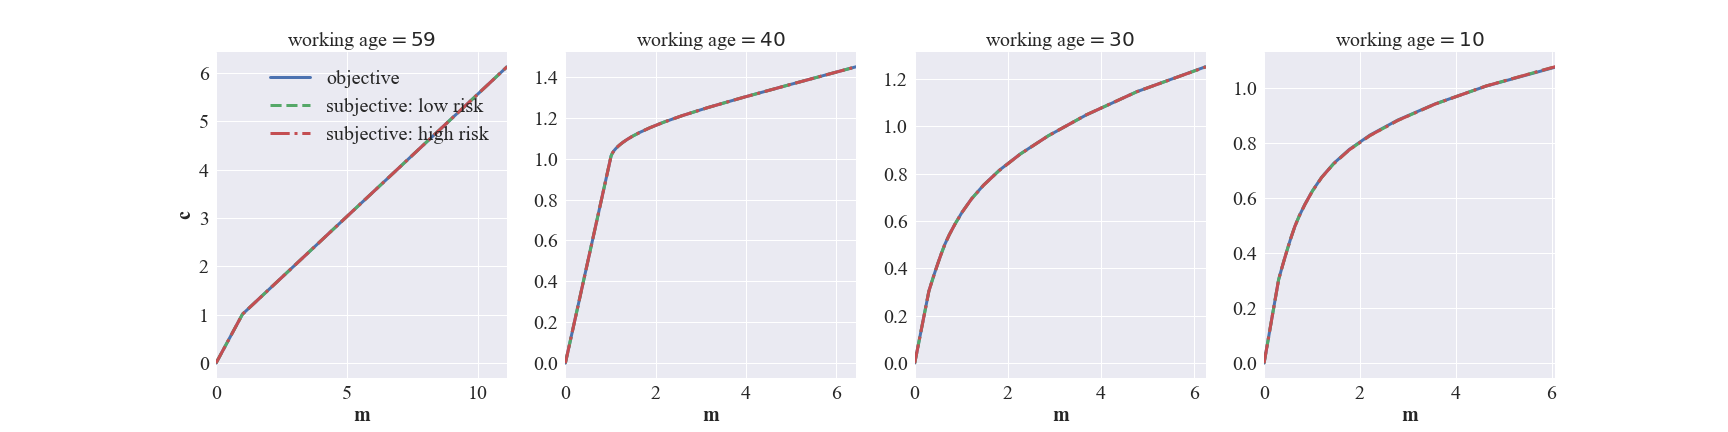 working age = 59
working age = 40
working age = 30
working age = 10
objective
subjective: low risk
subjective: high risk
c
6
5
4
3
2
1
0
0 5 10
m
1.4
1.2
1.0
0.8
0.6
0.4
0.2
0.0
0 2 4 6
m
1.2
1.0
0.8
0.6
0.4
0.2
0.0
0 2 4 6
m
1.0
0.8
0.6
0.4
0.2
0.0
0 2 4 6
m